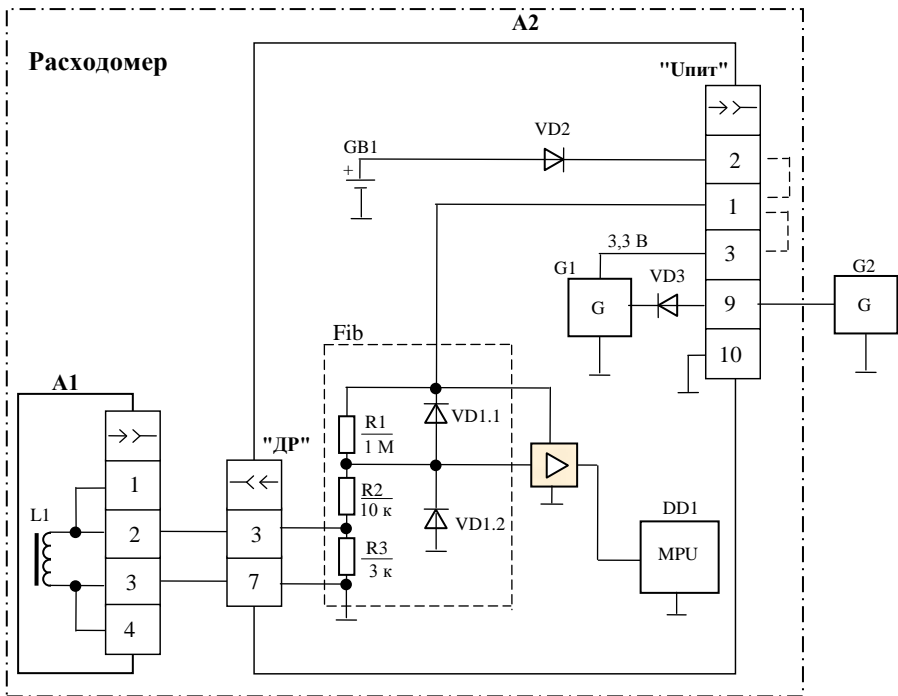 A2
Расходомер
"Uпит"
VD2
GB1
+
2
1
3,3 В
3
G1
VD3
G2
G
9
G
10
Fib
A1
R1
1 М
VD1.1
"ДР"
1
R2
10 к
VD1.2
L1
2
3
DD1
3
7
R3
3 к
MPU
4